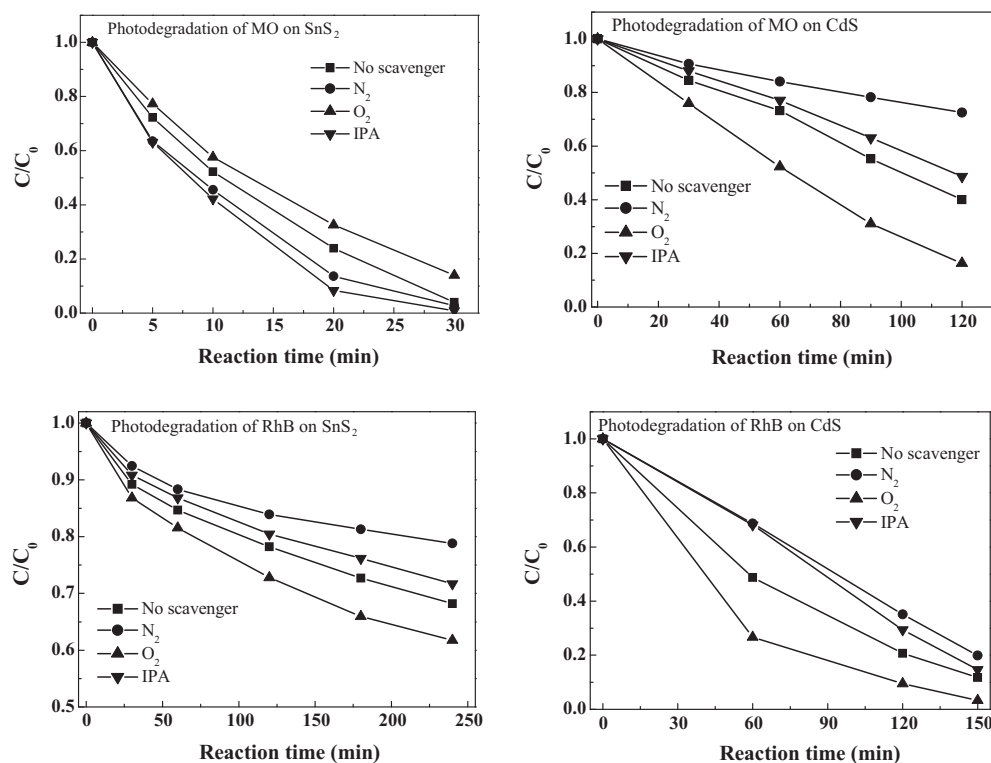 Photodegradation of MO on SnS₂
No scavenger
N₂
O₂
IPA
C/C₀
1.0
0.8
0.6
0.4
0.2
0.0
0 5 10 15 20 25 30
Reaction time (min)
Photodegradation of MO on CdS
No scavenger
N₂
O₂
IPA
C/C₀
1.0
0.8
0.6
0.4
0.2
0.0
0 20 40 60 80 100 120
Reaction time (min)
Photodegradation of RhB on SnS₂
No scavenger
N₂
O₂
IPA
C/C₀
1.0
0.9
0.8
0.7
0.6
0.5
0 50 100 150 200 250
Reaction time (min)
Photodegradation of RhB on CdS
No scavenger
N₂
O₂
IPA
C/C₀
1.0
0.8
0.6
0.4
0.2
0.0
0 30 60 90 120 150
Reaction time (min)